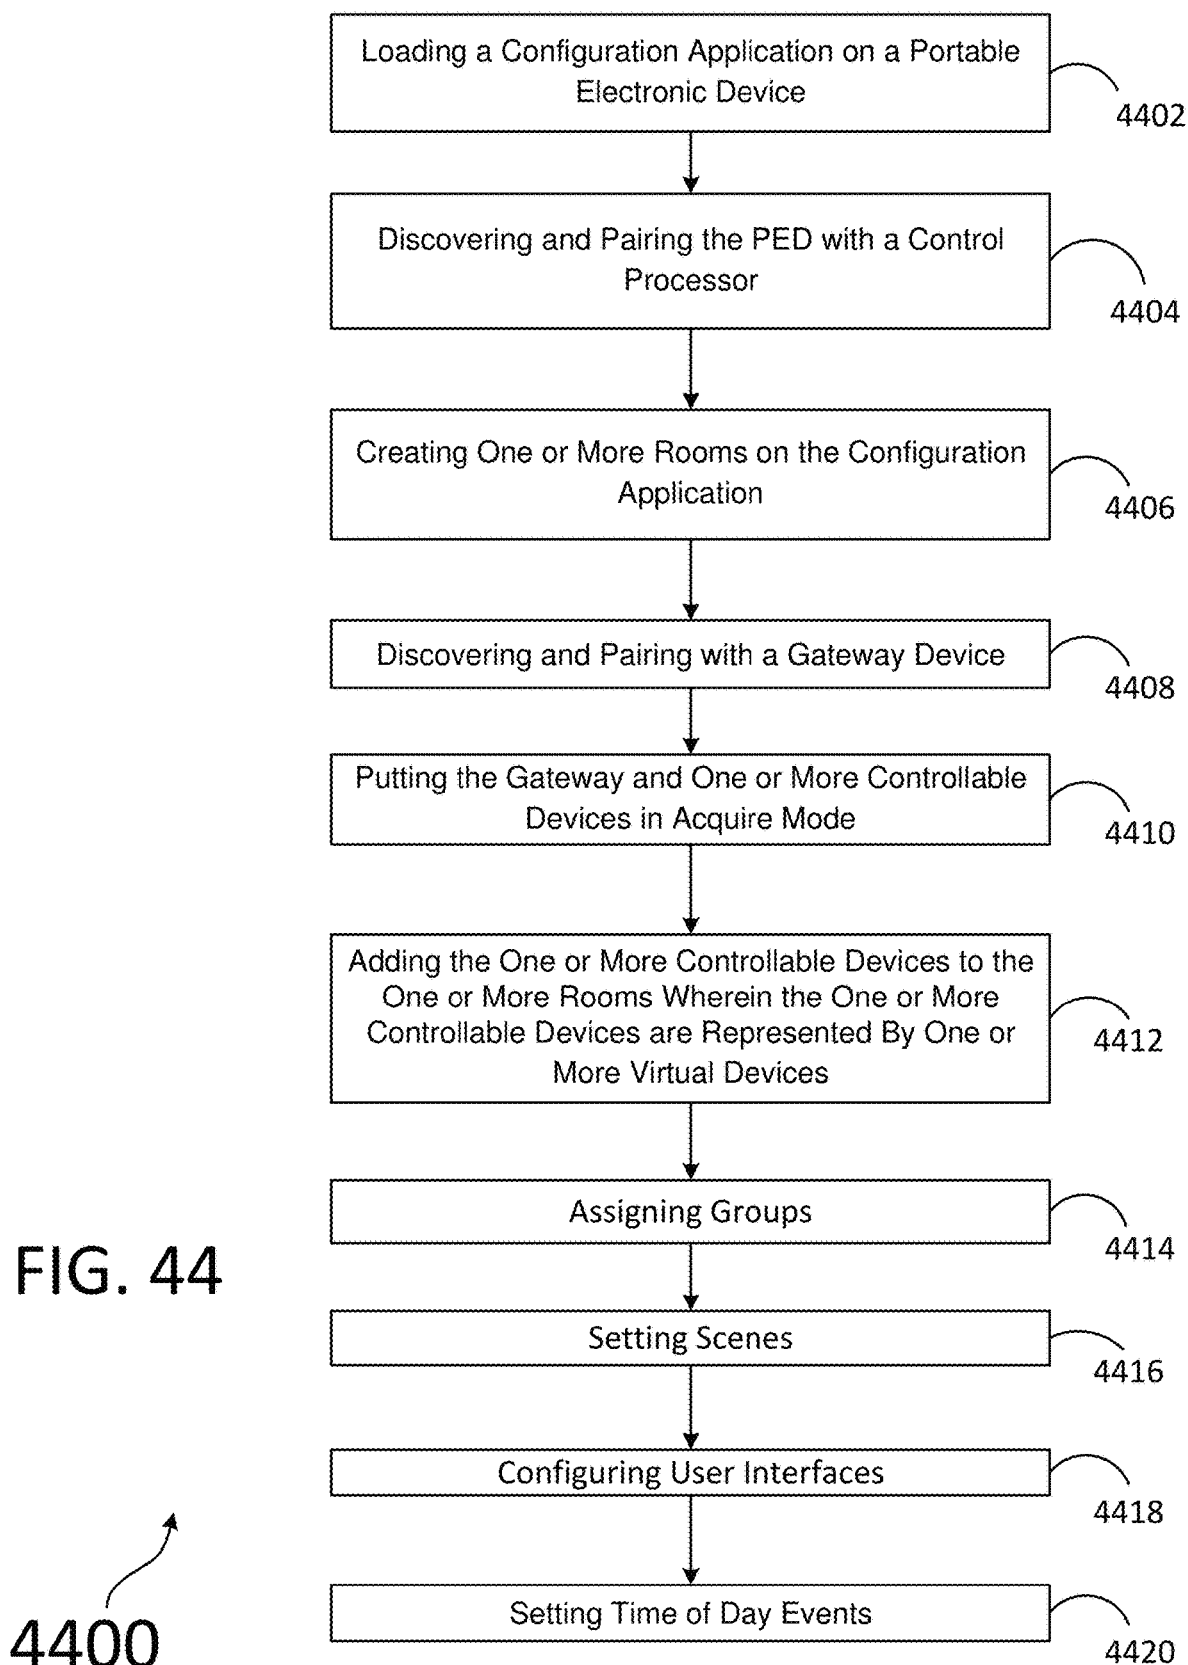 Loading a Configuration Application on a Portable
Electronic Device
4402
Discovering and Pairing the PED with a Control
Processor
4404
Creating One or More Rooms on the Configuration
Application
4406
Discovering and Pairing with a Gateway Device
4408
Putting the Gateway and One or More Controllable
Devices in Acquire Mode
4410
Adding the One or More Controllable Devices to the
One or More Rooms Wherein the One or More
Controllable Devices are Represented By One or
More Virtual Devices
4412
Assigning Groups
4414
FIG. 44
Setting Scenes
4416
Configuring User Interfaces
4418
Setting Time of Day Events
4420
4400